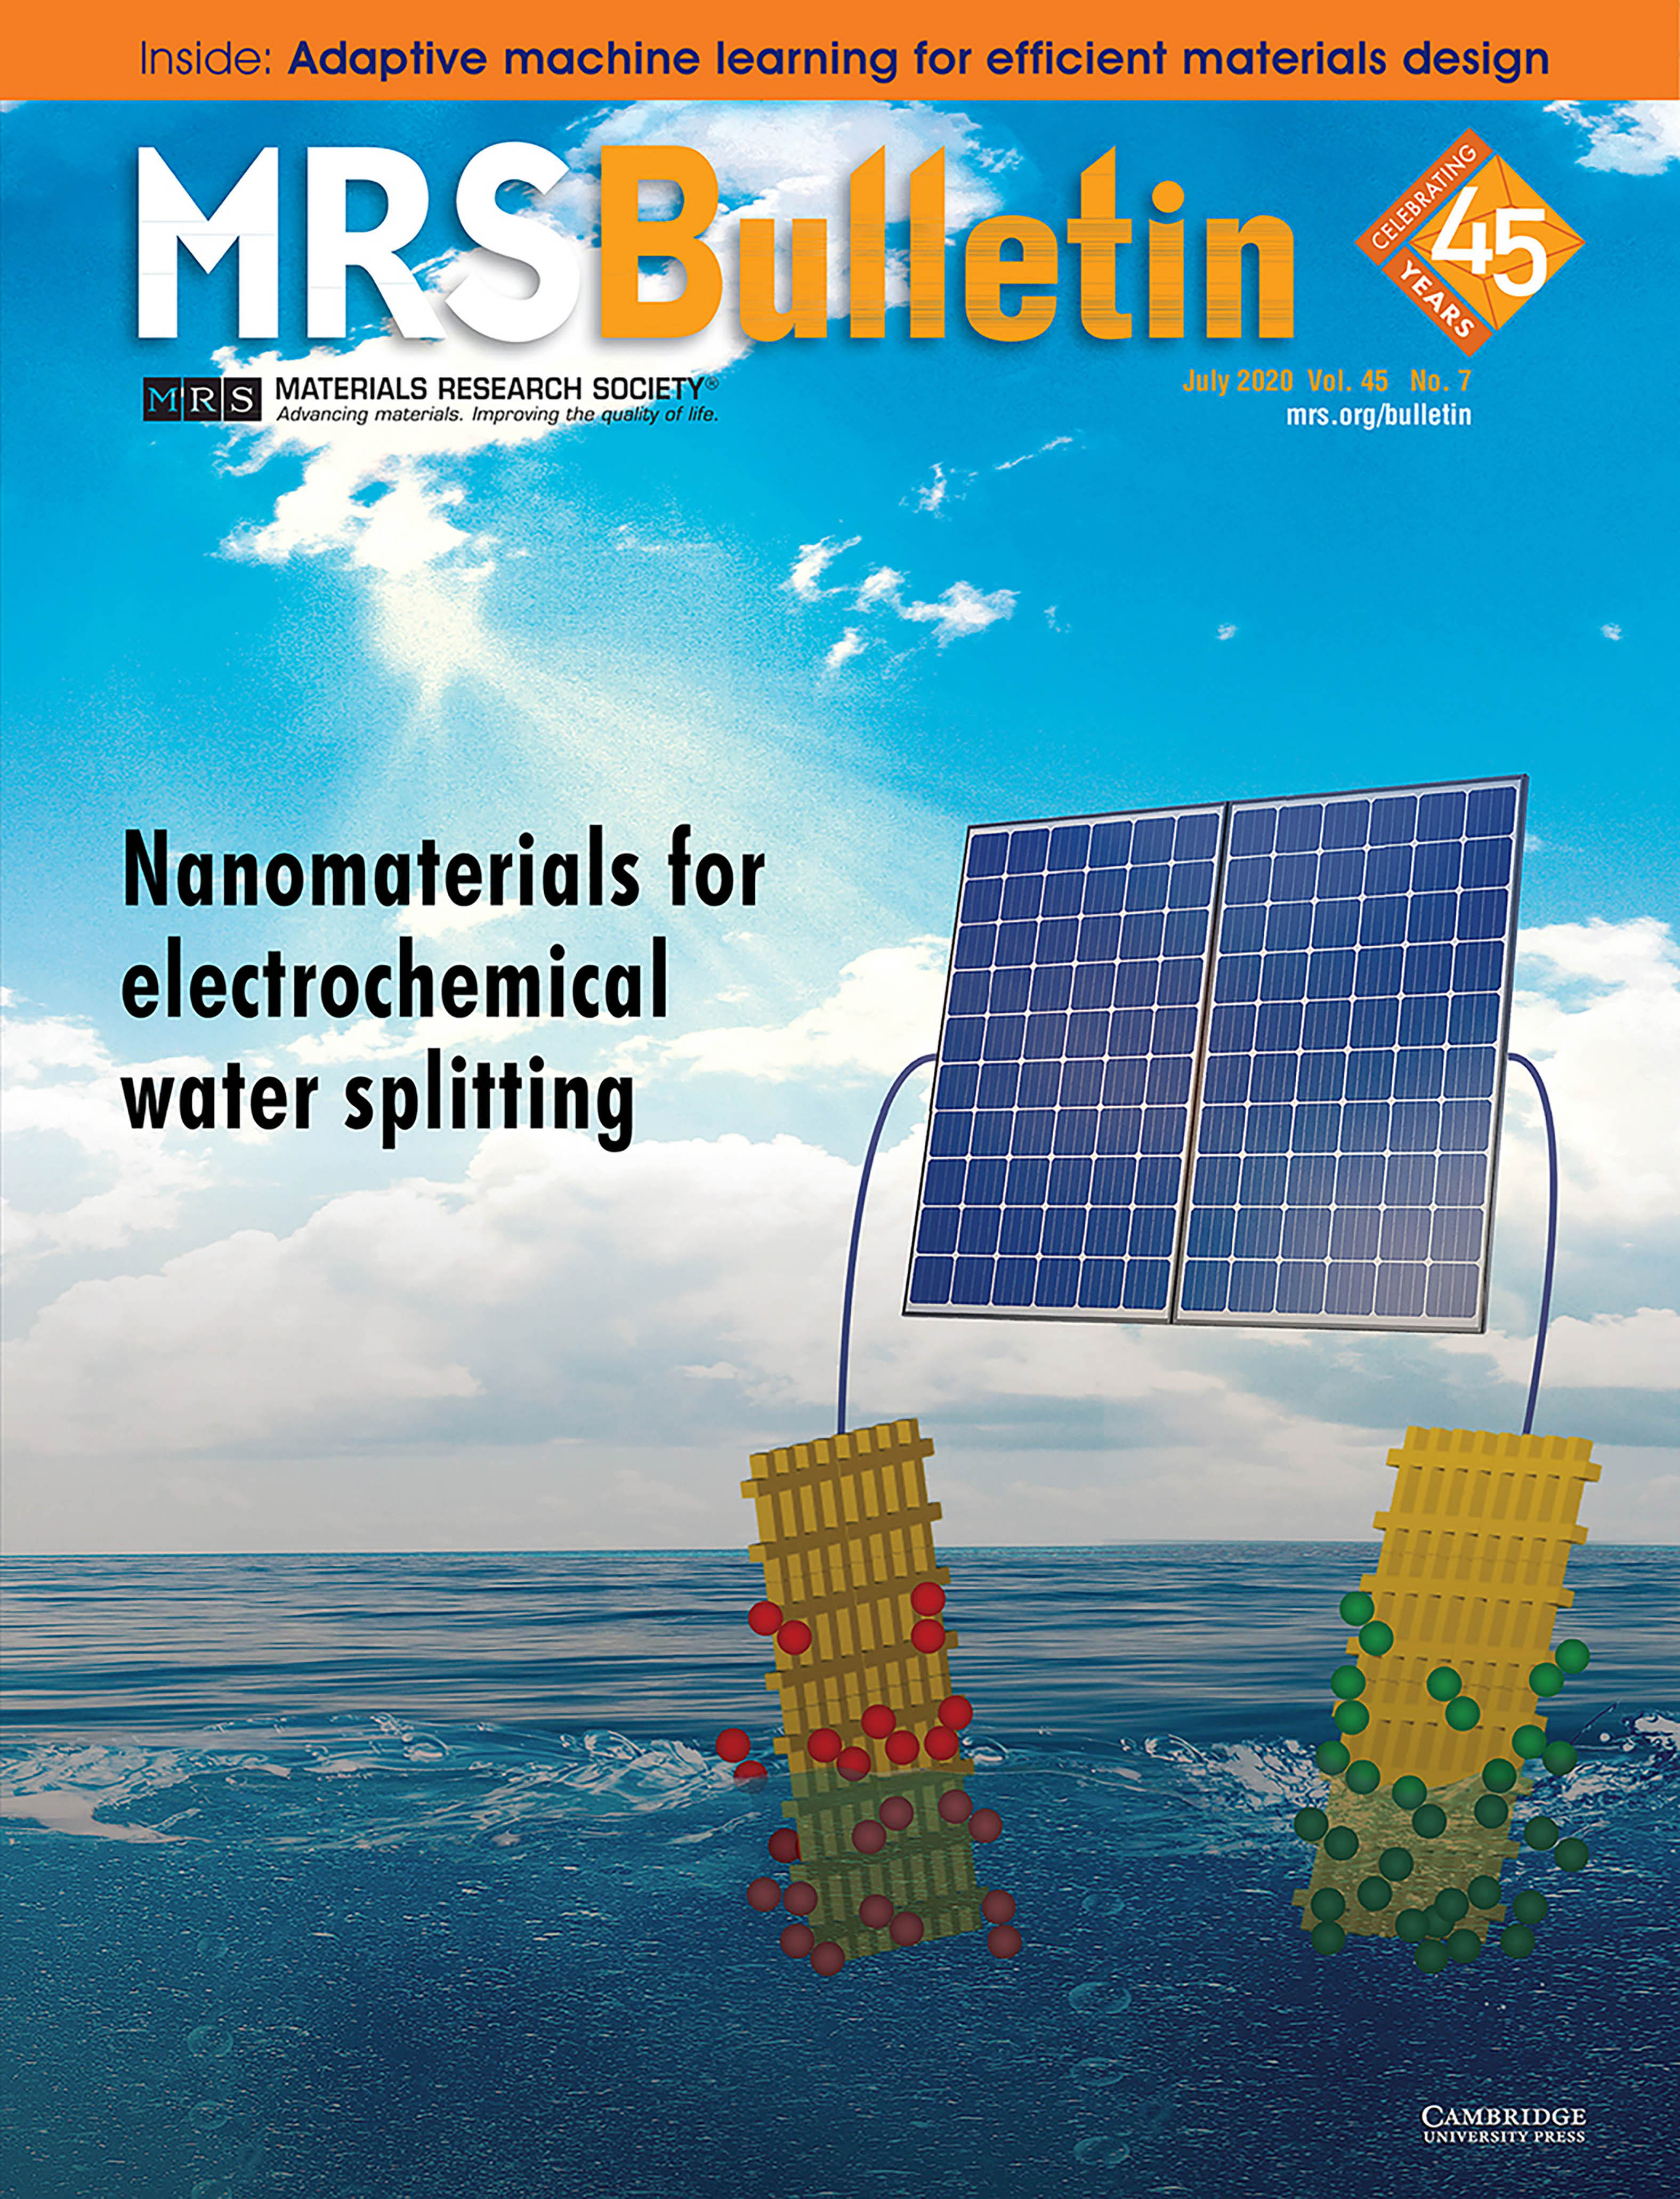 Inside: Adaptive machine learning for efficient materials design
MRSBulletin
CELEBRATING
45
YEARS
MRS
MATERIALS RESEARCH SOCIETY®
Advancing materials. Improving the quality of life.
July 2020 Vol. 45 No. 7
mrs.org/bulletin
Nanomaterials for
electrochemical
water splitting
CAMBRIDGE
UNIVERSITY PRESS